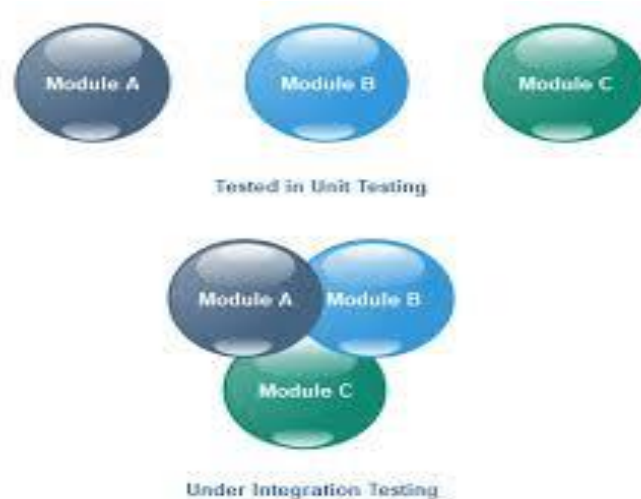 Module A
Module B
Module C
Tested in Unit Testing
Module A
Module B
Module C
Under Integration Testing